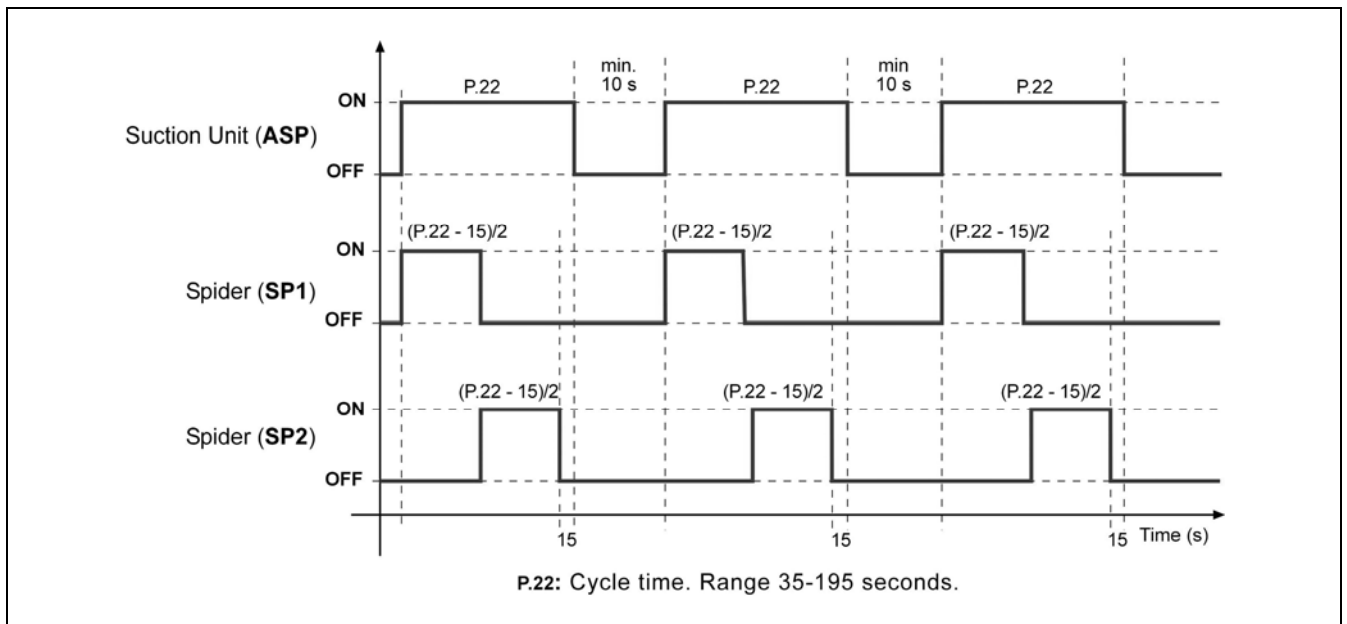 min.
10 s
min
10 s
P.22
P.22
P.22
ON
Suction Unit (ASP)
OFF
(P.22 - 15)/2
(P.22 - 15)/2
(P.22 - 15)/2
ON
Spider (SP1)
OFF
(P.22 - 15)/2
(P.22 - 15)/2
(P.22 - 15)/2
ON
Spider (SP2)
OFF
15
15
15
Time (s)
P.22: Cycle time. Range 35-195 seconds.